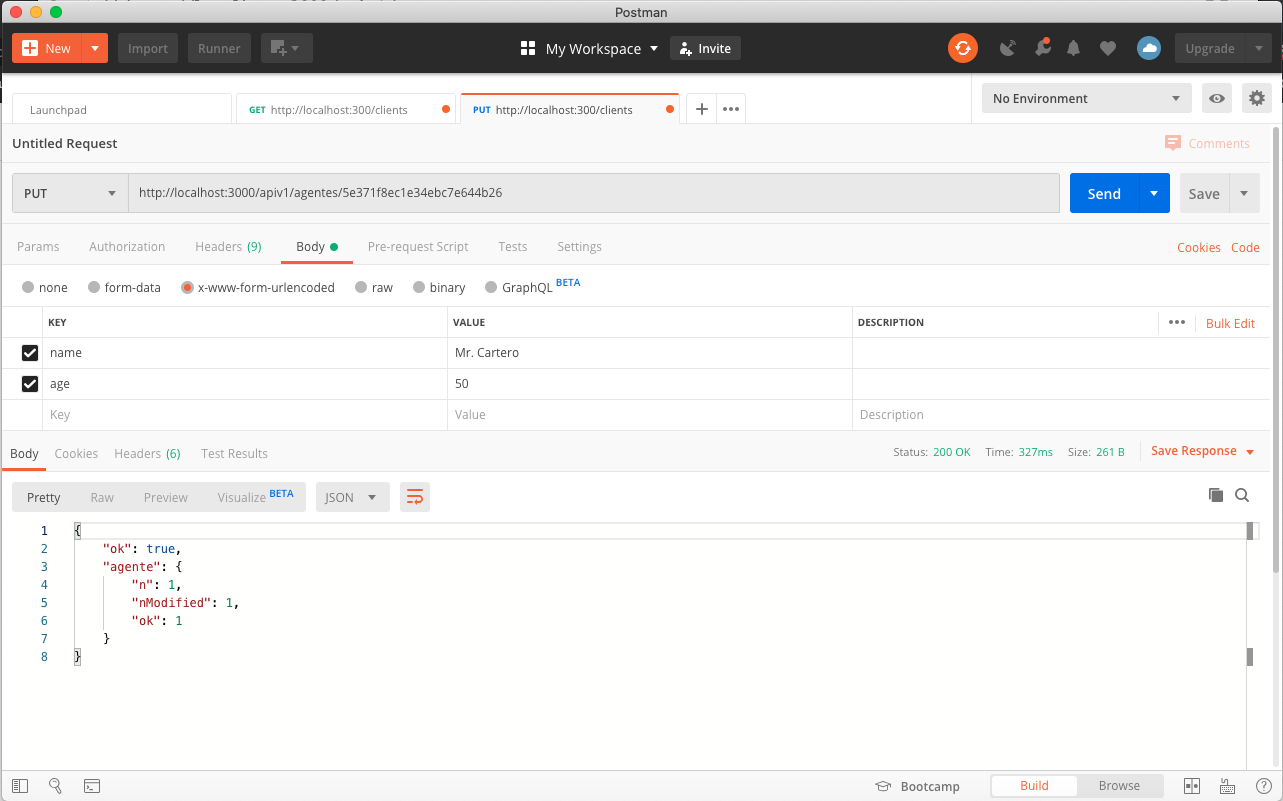 Postman
New Import Runner My Workspace Invite Upgrade
Launchpad GET http://localhost:300/clients PUT http://localhost:300/clients No Environment
Untitled Request Comments
PUT http://localhost:3000/apiv1/agentes/5e371f8ec1e34ebc7e644b26 Send Save
Params Authorization Headers (9) Body Pre-request Script Tests Settings Cookies Code
none form-data x-www-form-urlencoded raw binary GraphQL BETA
KEY VALUE DESCRIPTION Bulk Edit
name Mr. Cartero
age 50
Key Value Description
Body Cookies Headers (6) Test Results Status: 200 OK Time: 327ms Size: 261 B Save Response
Pretty Raw Preview Visualize BETA JSON
1 {
2 "ok": true,
3 "agente": {
4 "n": 1,
5 "nModified": 1,
6 "ok": 1
7 }
8 }
Bootcamp Build Browse